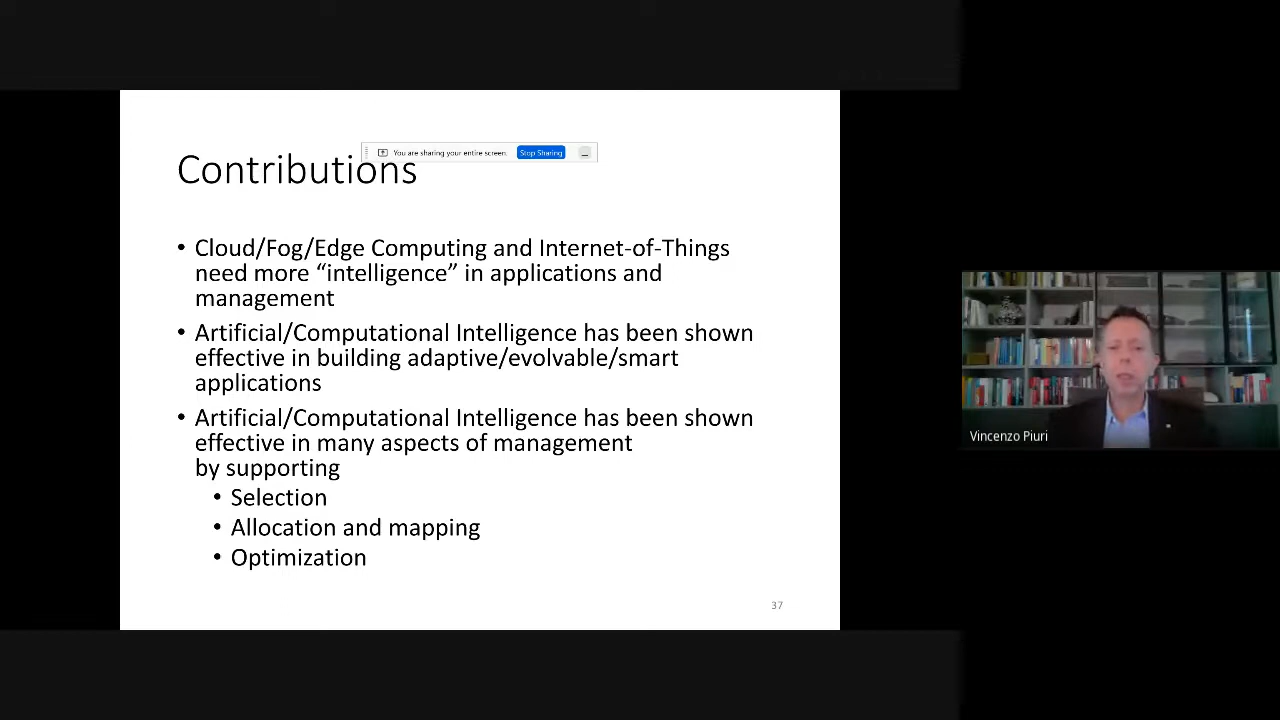 You are sharing your entire screen.
Stop Sharing
Contributions
• Cloud/Fog/Edge Computing and Internet-of-Things
need more “intelligence” in applications and
management
• Artificial/Computational Intelligence has been shown
effective in building adaptive/evolvable/smart
applications
• Artificial/Computational Intelligence has been shown
effective in many aspects of management
by supporting
• Selection
• Allocation and mapping
• Optimization
37
Vincenzo Piuri